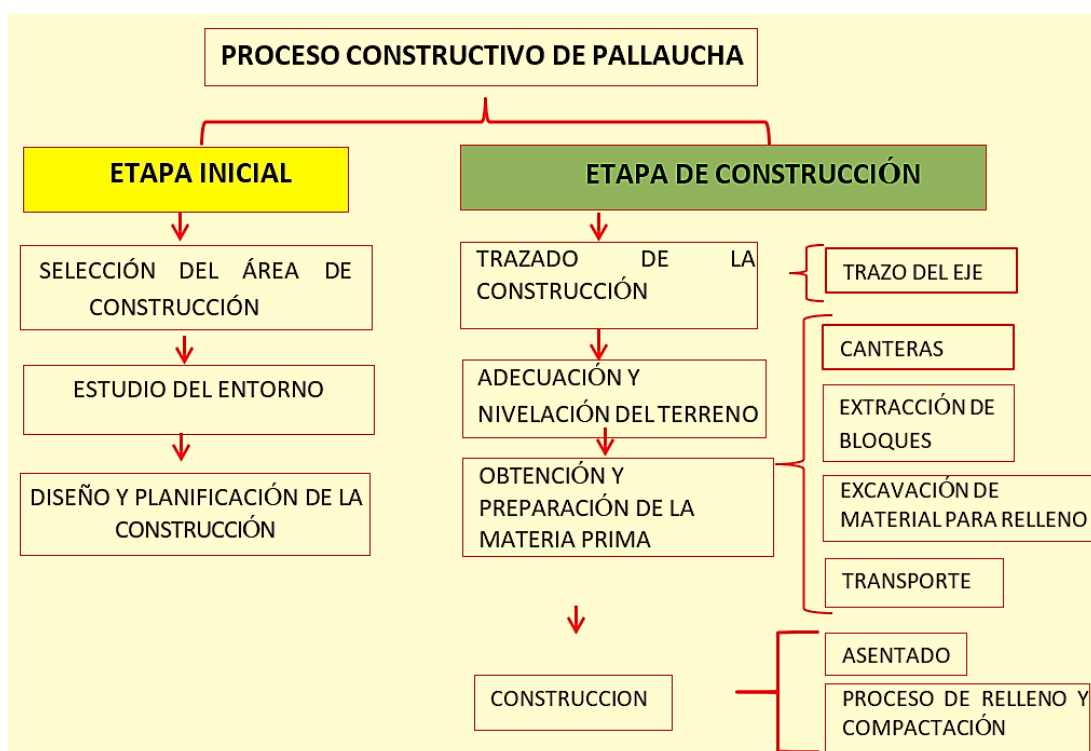 PROCESO CONSTRUCTIVO DE PALLAUCHA
ETAPA INICIAL
SELECCIÓN DEL ÁREA DE
CONSTRUCCIÓN
ESTUDIO DEL ENTORNO
DISEÑO Y PLANIFICACIÓN DE LA
CONSTRUCCIÓN
ETAPA DE CONSTRUCCIÓN
TRAZADO DE LA
CONSTRUCCIÓN
TRAZO DEL EJE
ADECUACIÓN Y
NIVELACIÓN DEL TERRENO
OBTENCIÓN Y
PREPARACIÓN DE LA
MATERIA PRIMA
CANTERAS
EXTRACCIÓN DE
BLOQUES
EXCAVACIÓN DE
MATERIAL PARA RELLENO
TRANSPORTE
CONSTRUCCION
ASENTADO
PROCESO DE RELLENO Y
COMPACTACIÓN